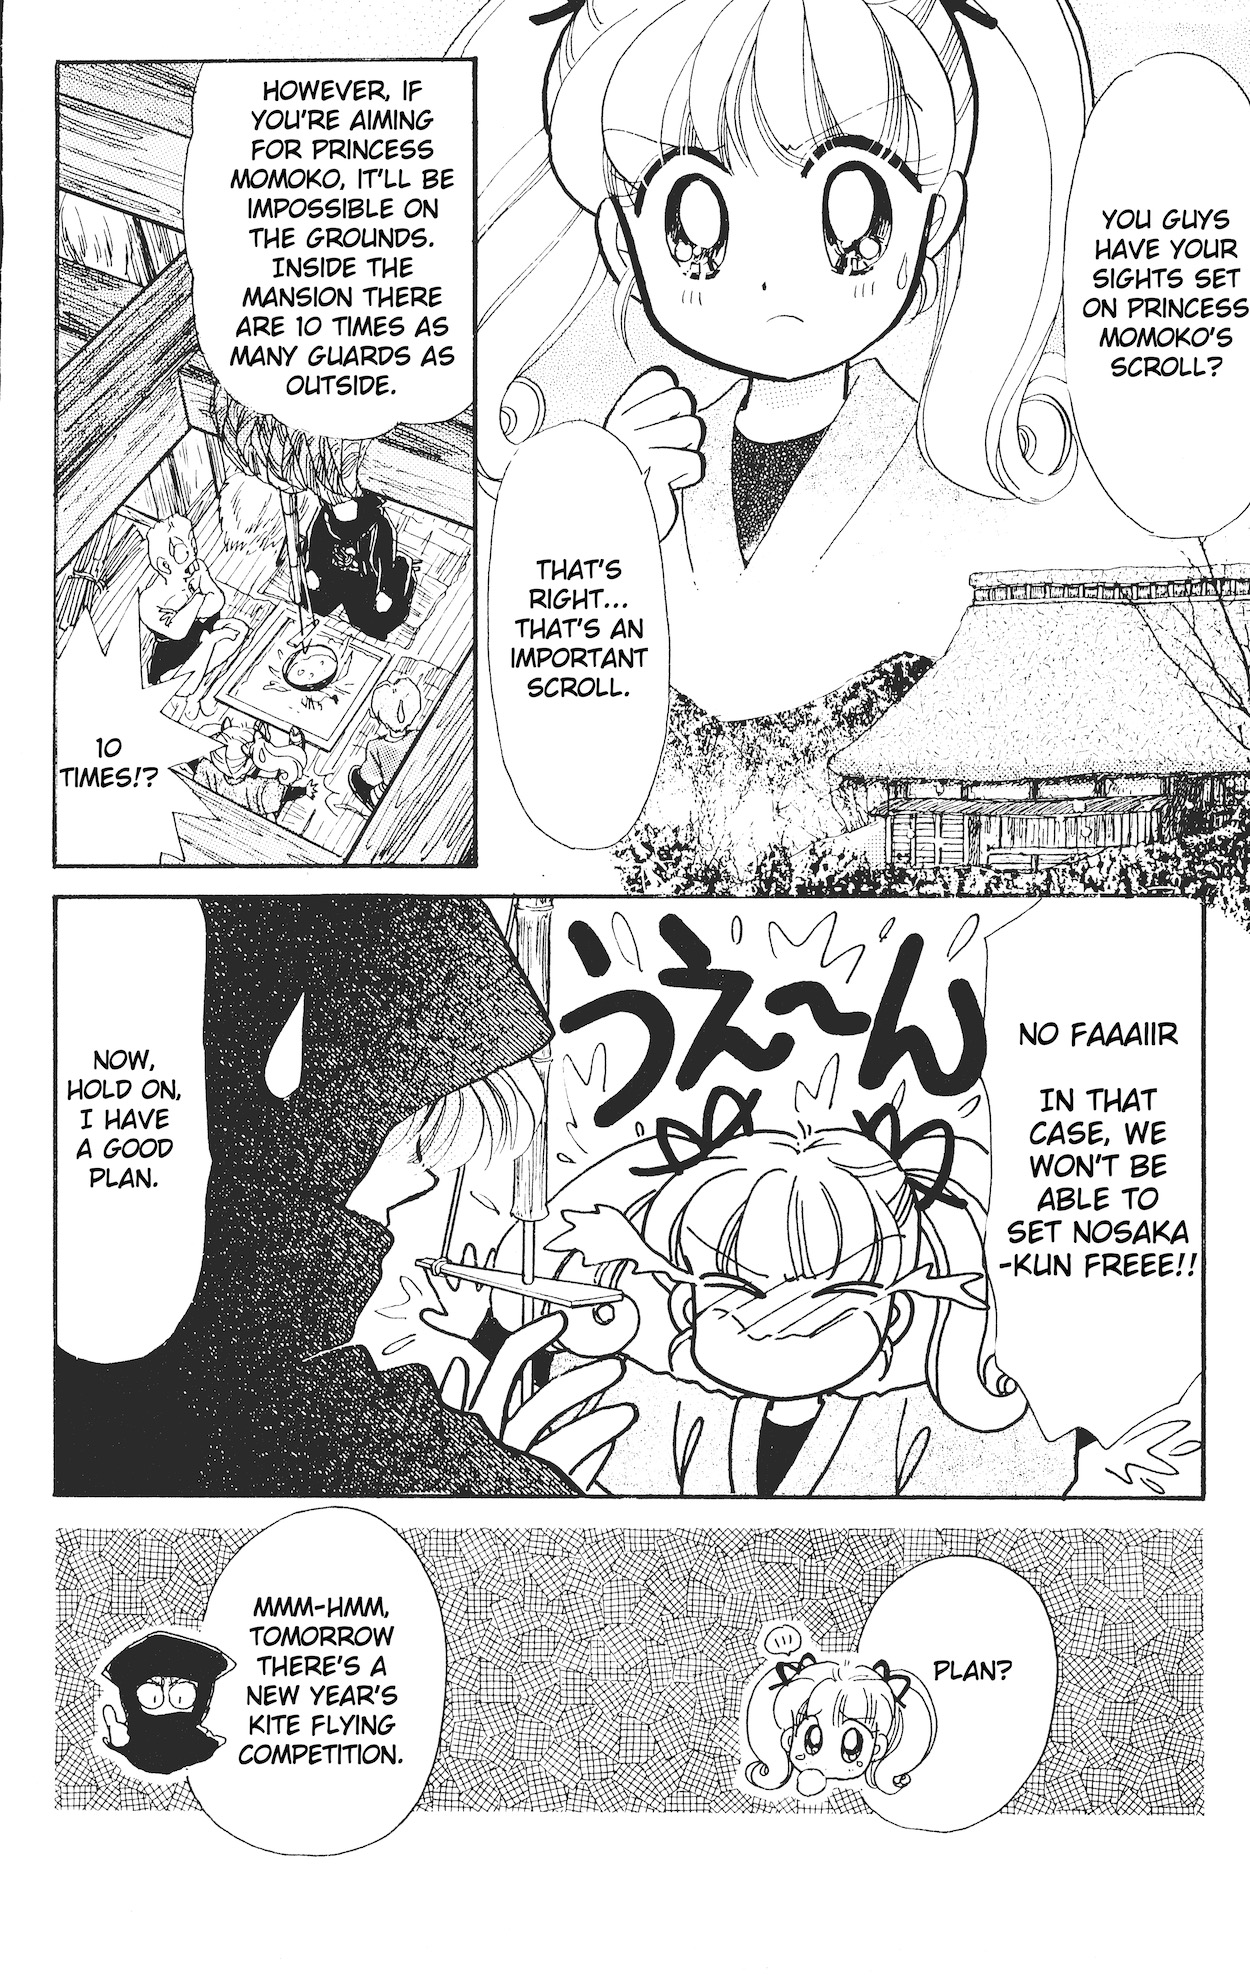 YOU GUYS
HAVE YOUR
SIGHTS SET
ON PRINCESS
MOMOKO'S
SCROLL?
THAT'S
RIGHT...
THAT'S AN
IMPORTANT
SCROLL.
HOWEVER, IF
YOU'RE AIMING
FOR PRINCESS
MOMOKO, IT'LL BE
IMPOSSIBLE ON
THE GROUNDS.
INSIDE THE
MANSION THERE
ARE 10 TIMES AS
MANY GUARDS AS
OUTSIDE.
10
TIMES!?
NO FAAAIIR
IN THAT
CASE, WE
WON'T BE
ABLE TO
SET NOSAKA
-KUN FREEE!!
うえ〜ん
NOW,
HOLD ON,
I HAVE
A GOOD
PLAN.
PLAN?
MMM-HMM,
TOMORROW
THERE'S A
NEW YEAR'S
KITE FLYING
COMPETITION.